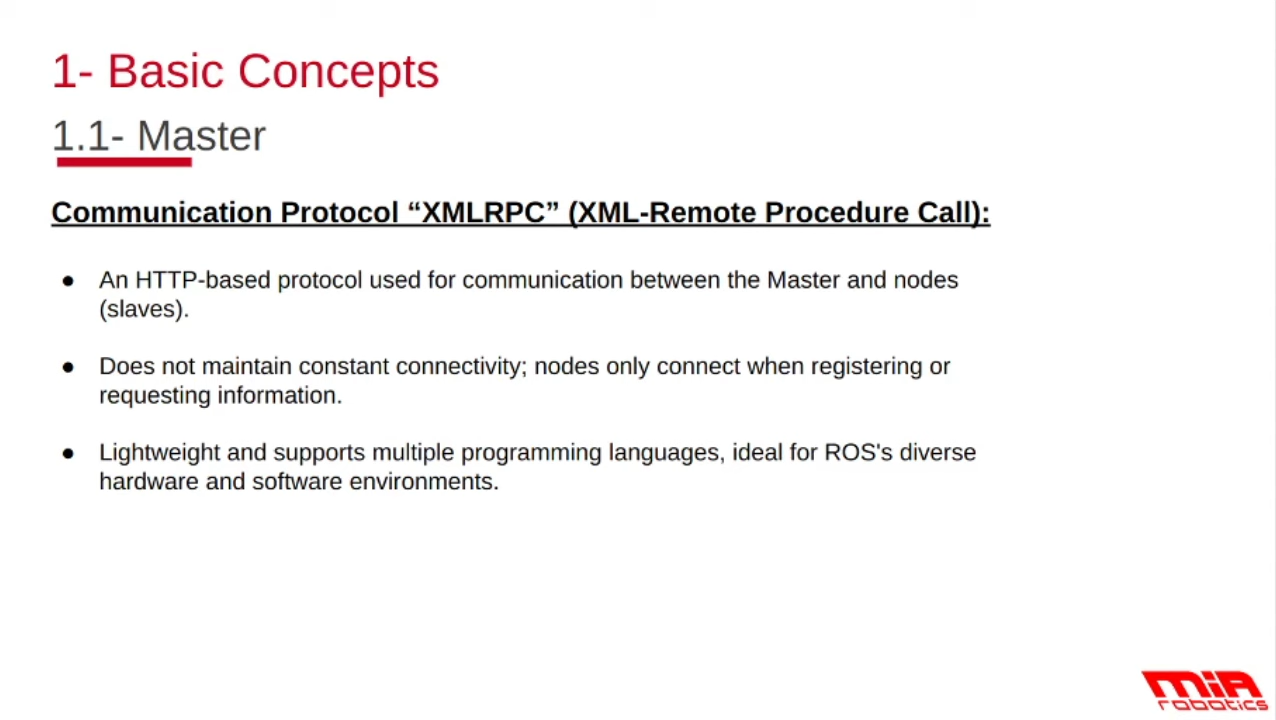 1- Basic Concepts
1.1- Master
Communication Protocol “XMLRPC” (XML-Remote Procedure Call):
● An HTTP-based protocol used for communication between the Master and nodes
(slaves).
● Does not maintain constant connectivity; nodes only connect when registering or
requesting information.
● Lightweight and supports multiple programming languages, ideal for ROS's diverse
hardware and software environments.
MIA
robotics